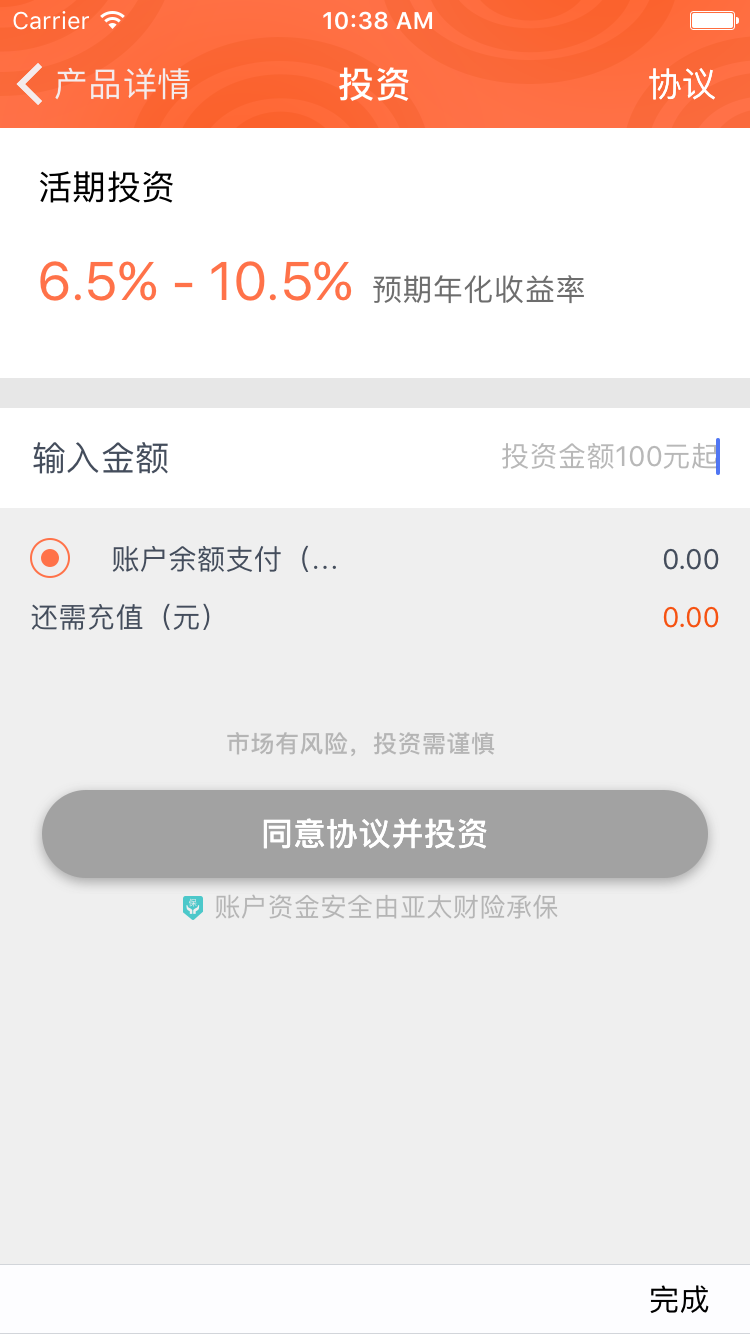 Carrier 10:38 AM
产品详情 投资 协议
活期投资
6.5% - 10.5% 预期年化收益率
输入金额 投资金额100元起
账户余额支付（... 0.00
还需充值（元） 0.00
市场有风险，投资需谨慎
同意协议并投资
保 账户资金安全由亚太财险承保
完成